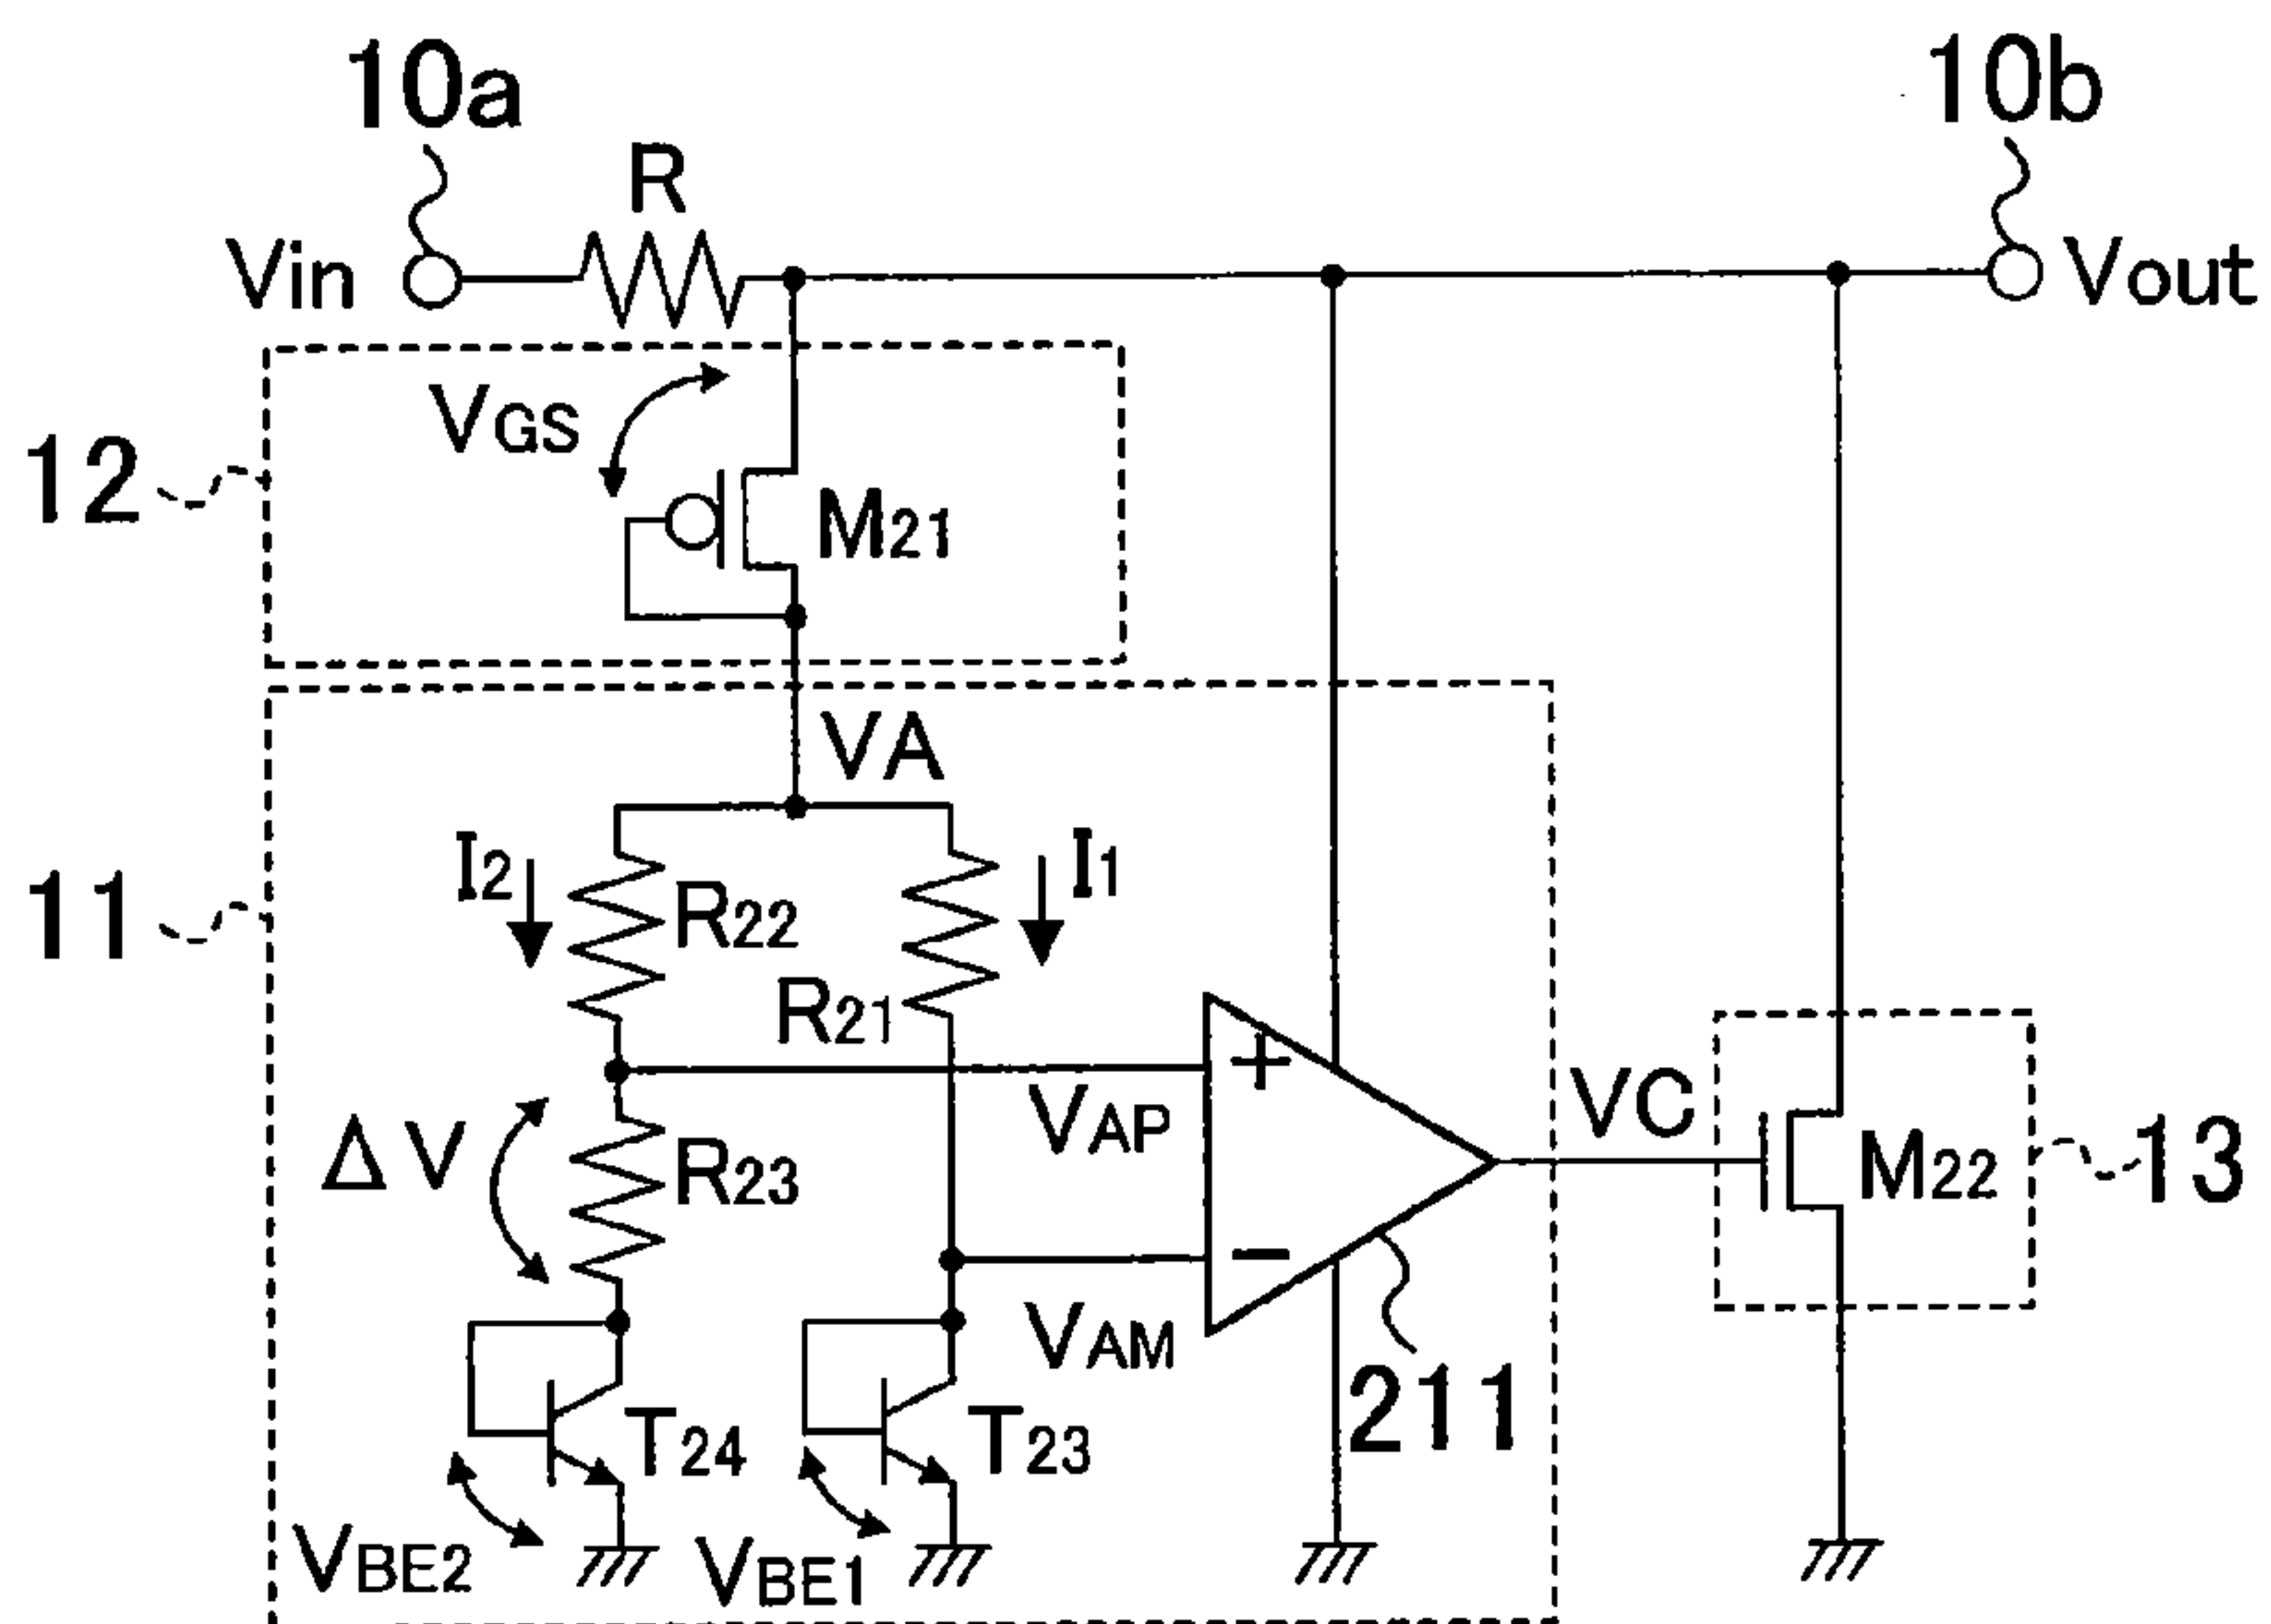 10a
10b
R
Vin
Vout
VGS
12
M21
VA
I2
I1
11
R22
R21
+
VAP
VC
ΔV
R23
M22
13
−
VAM
211
T24
T23
VBE2
VBE1